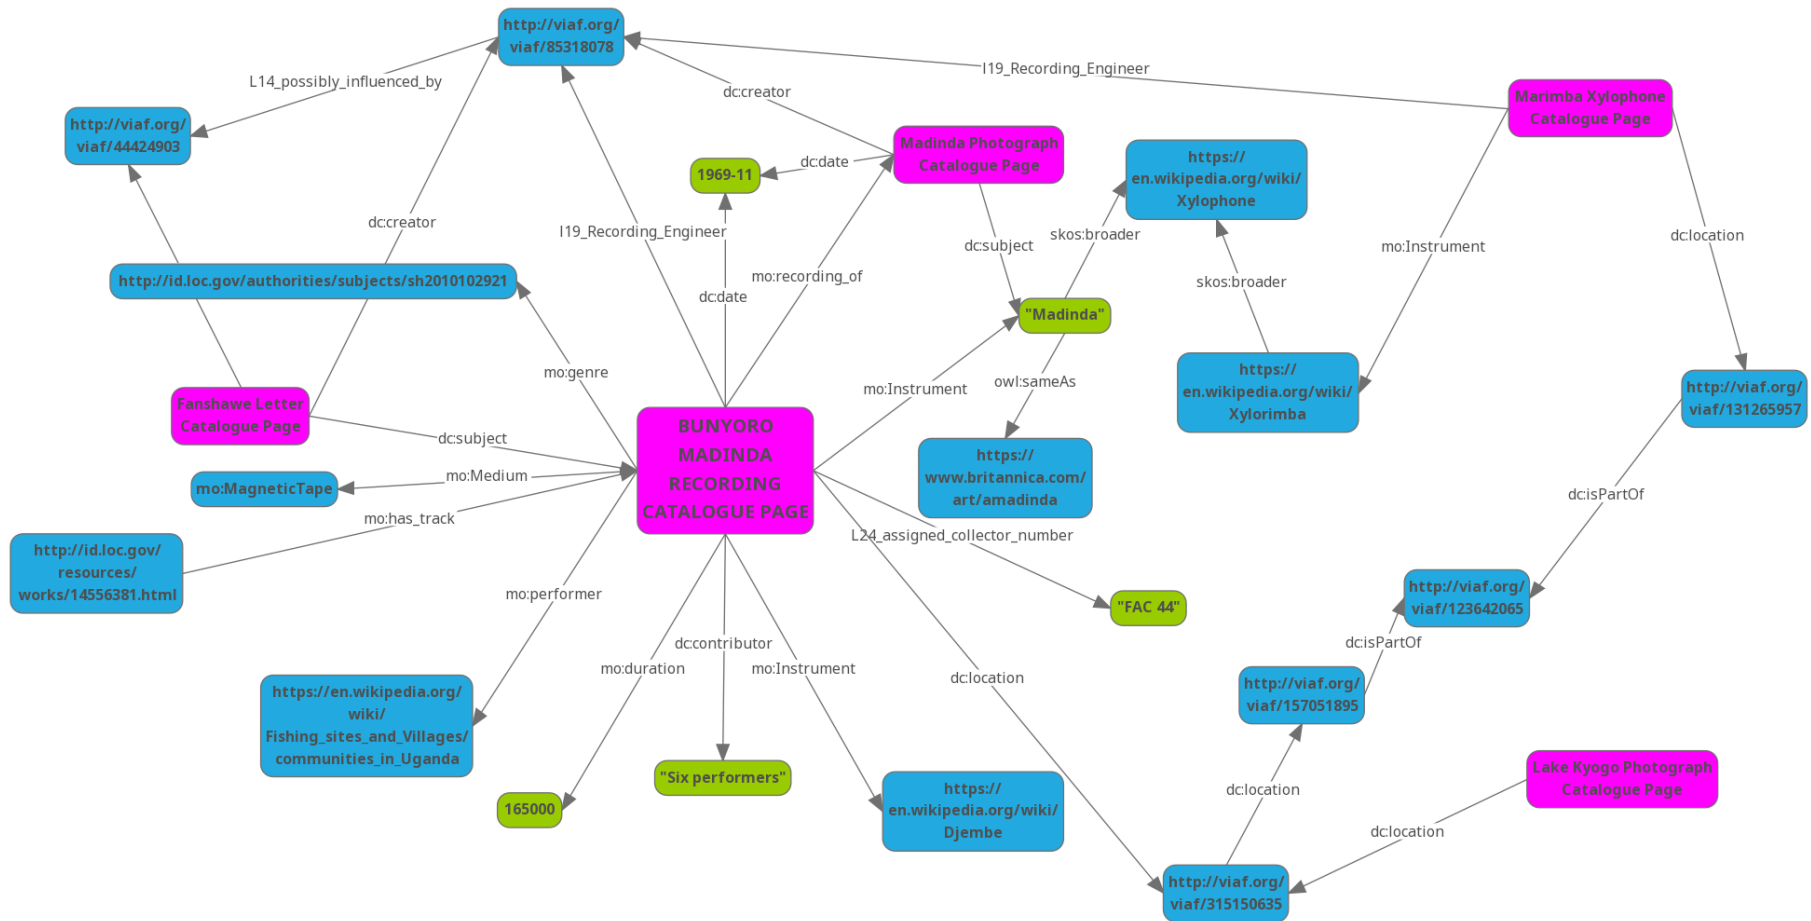 http://viaf.org/
viaf/85318078
L14_possibly_influenced_by
I19_Recording_Engineer
dc:creator
Marimba Xylophone
Catalogue Page
http://viaf.org/
viaf/44424903
Madinda Photograph
Catalogue Page
dc:date
1969-11
https://
en.wikipedia.org/wiki/
Xylophone
dc:creator
I19_Recording_Engineer
skos:broader
dc:subject
mo:Instrument
dc:location
http://id.loc.gov/authorities/subjects/sh2010102921
mo:recording_of
skos:broader
dc:date
"Madinda"
mo:genre
owl:sameAs
mo:Instrument
https://
en.wikipedia.org/wiki/
Xylorimba
http://viaf.org/
viaf/131265957
Fanshawe Letter
Catalogue Page
dc:subject
BUNYORO
MADINDA
RECORDING
CATALOGUE PAGE
https://
www.britannica.com/
art/amadinda
mo:Medium
mo:MagneticTape
dc:isPartOf
mo:has_track
L24_assigned_collector_number
http://id.loc.gov/
resources/
works/14556381.html
mo:performer
"FAC 44"
http://viaf.org/
viaf/123642065
dc:isPartOf
dc:contributor
mo:duration
mo:Instrument
dc:location
http://viaf.org/
viaf/157051895
https://en.wikipedia.org/
wiki/
Fishing_sites_and_Villages/
communities_in_Uganda
"Six performers"
165000
https://
en.wikipedia.org/wiki/
Djembe
dc:location
Lake Kyogo Photograph
Catalogue Page
dc:location
http://viaf.org/
viaf/315150635